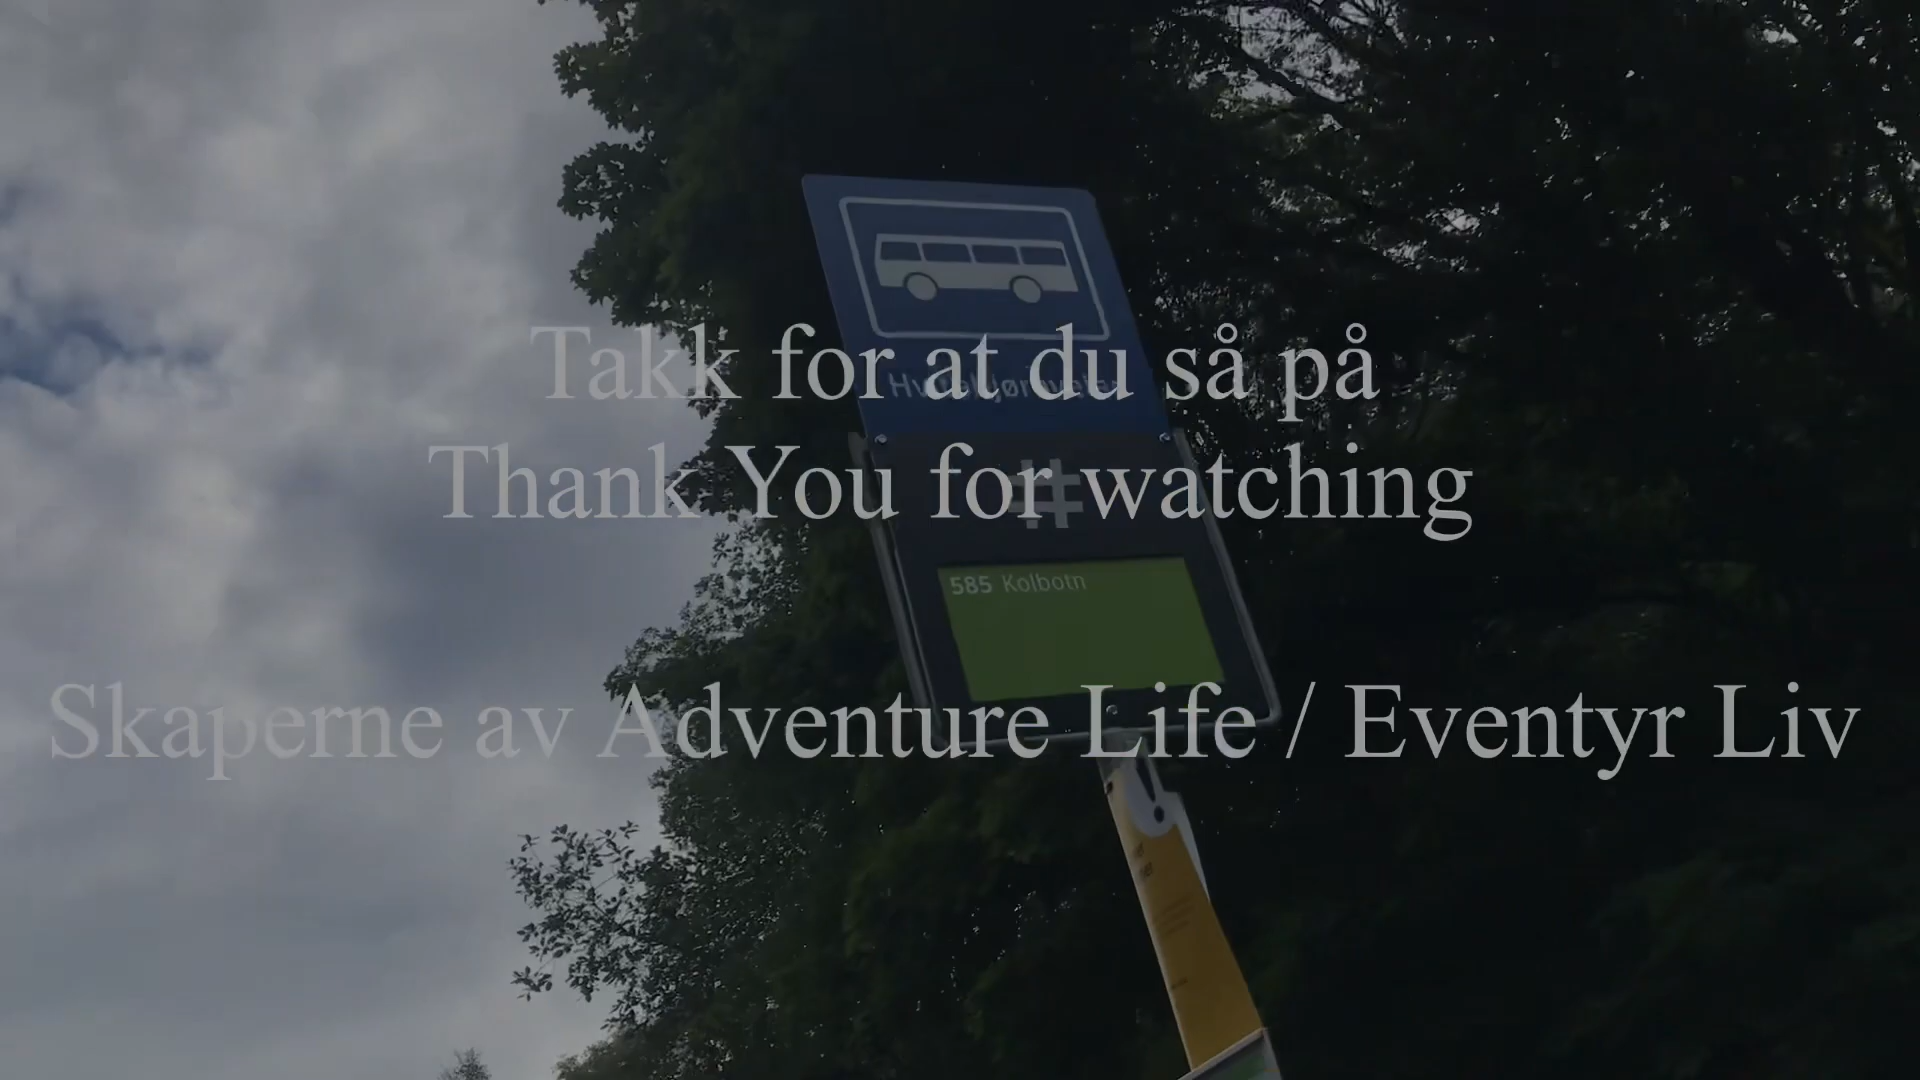 Takk for at du så på
Thank You for watching
585 Kolbotn
Skaperne av Adventure Life / Eventyr Liv